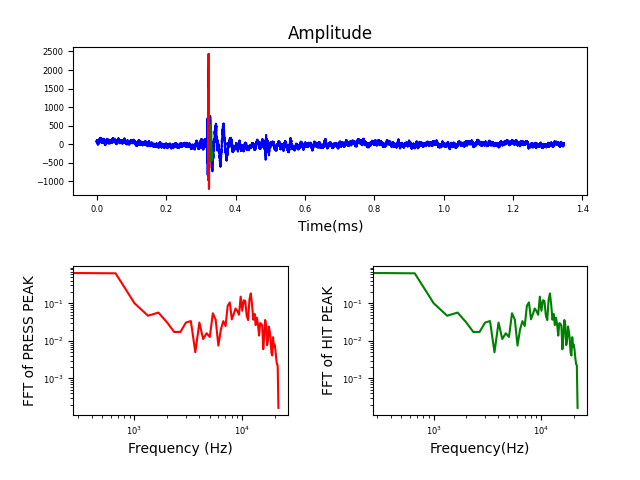 Amplitude
2500
2000
1500
1000
500
0
−500
−1000
0.0 0.2 0.4 0.6 0.8 1.0 1.2 1.4
Time(ms)
FFT of PRESS PEAK
10⁻¹
10⁻²
10⁻³
10³ 10⁴
Frequency (Hz)
FFT of HIT PEAK
10⁻¹
10⁻²
10⁻³
10³ 10⁴
Frequency(Hz)